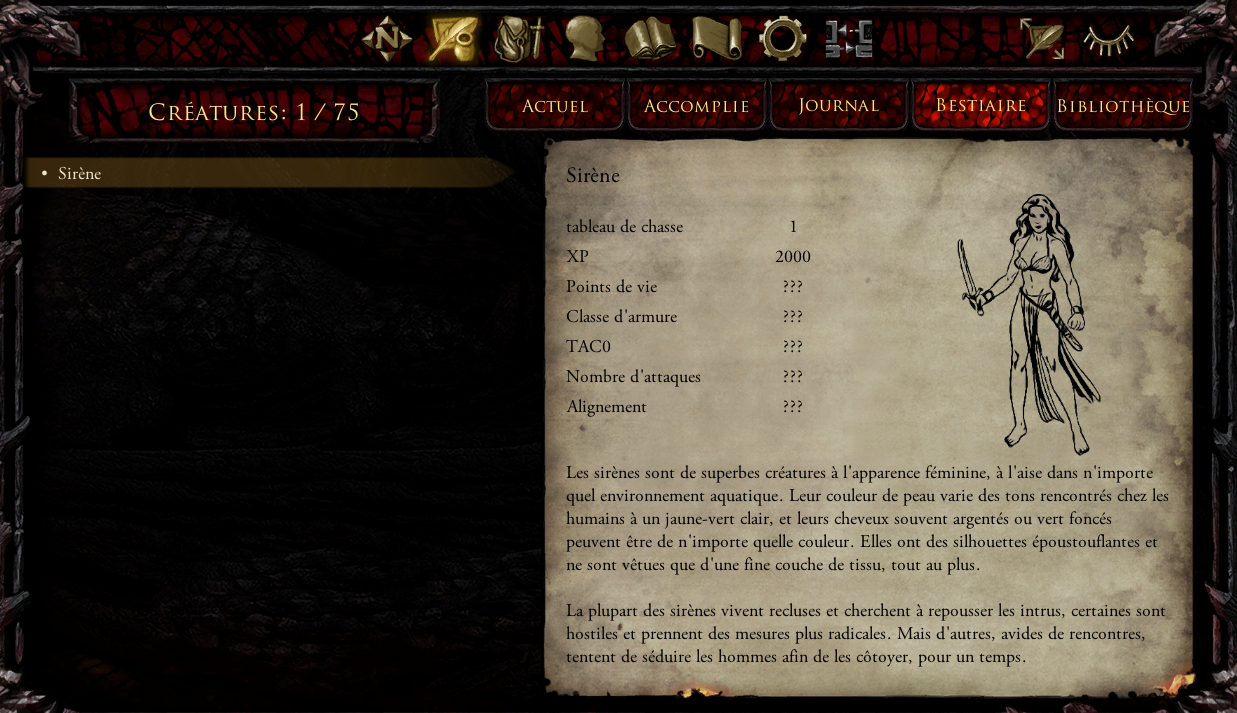 N
Créatures: 1 / 75
Actuel
Accomplie
Journal
Bestiaire
Bibliothèque
• Sirène
Sirène
tableau de chasse 1
XP 2000
Points de vie ???
Classe d'armure ???
TAC0 ???
Nombre d'attaques ???
Alignement ???
Les sirènes sont de superbes créatures à l'apparence féminine, à l'aise dans n'importe
quel environnement aquatique. Leur couleur de peau varie des tons rencontrés chez les
humains à un jaune-vert clair, et leurs cheveux souvent argentés ou vert foncés
peuvent être de n'importe quelle couleur. Elles ont des silhouettes époustouflantes et
ne sont vêtues que d'une fine couche de tissu, tout au plus.
La plupart des sirènes vivent recluses et cherchent à repousser les intrus, certaines sont
hostiles et prennent des mesures plus radicales. Mais d'autres, avides de rencontres,
tentent de séduire les hommes afin de les côtoyer, pour un temps.